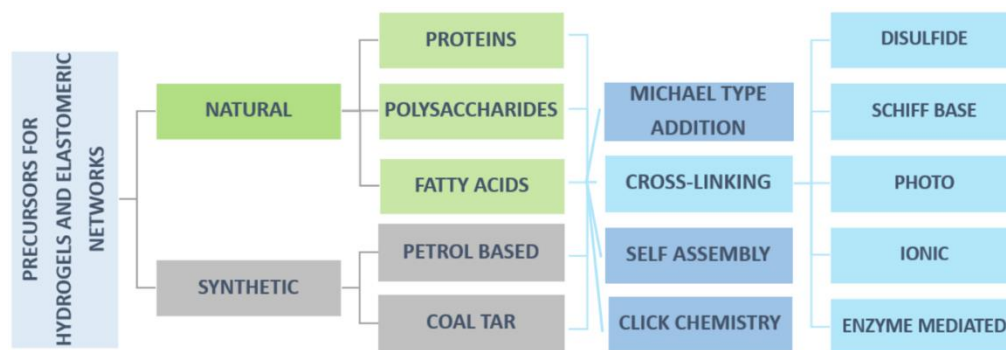 PRECURSORS FOR
HYDROGELS AND ELASTOMERIC
NETWORKS
NATURAL
SYNTHETIC
PROTEINS
POLYSACCHARIDES
FATTY ACIDS
PETROL BASED
COAL TAR
MICHAEL TYPE
ADDITION
CROSS-LINKING
SELF ASSEMBLY
CLICK CHEMISTRY
DISULFIDE
SCHIFF BASE
PHOTO
IONIC
ENZYME MEDIATED